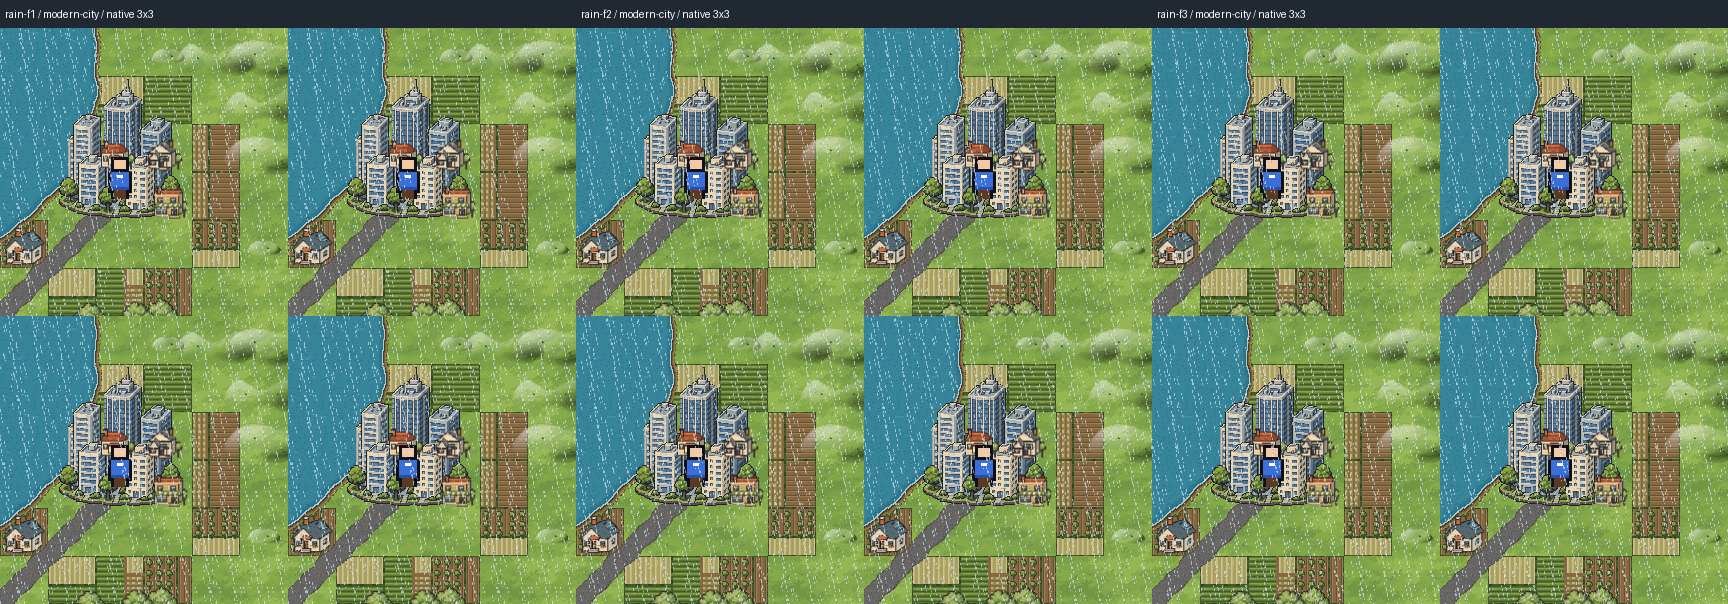 rain-f1 / modern-city / native 3x3
rain-f2 / modern-city / native 3x3
rain-f3 / modern-city / native 3x3